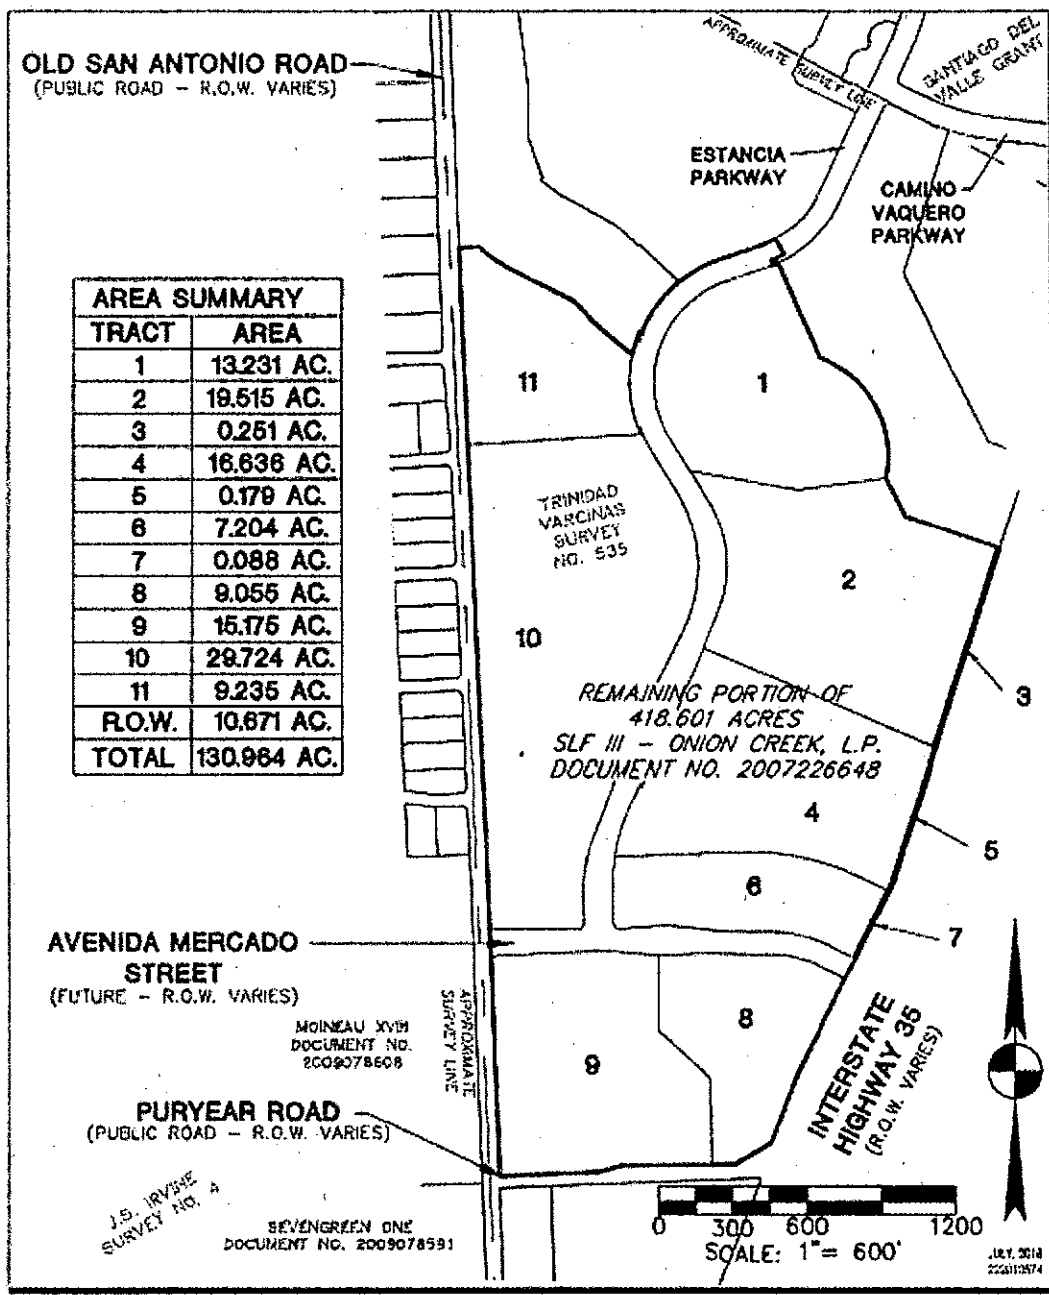 OLD SAN ANTONIO ROAD
(PUBLIC ROAD – R.O.W. VARIES)
APPROXIMATE SURVEY LINE
SANTIAGO DEL
VALLE GRANT
ESTANCIA
PARKWAY
CAMINO
VAQUERO
PARKWAY
AREA SUMMARY
TRACT AREA
1 13.231 AC.
2 19.515 AC.
3 0.251 AC.
4 16.636 AC.
5 0.179 AC.
6 7.204 AC.
7 0.088 AC.
8 9.055 AC.
9 15.175 AC.
10 29.724 AC.
11 9.235 AC.
R.O.W. 10.671 AC.
TOTAL 130.964 AC.
11
1
TRINIDAD
VARCINAS
SURVEY
NO. 535
2
10
3
REMAINING PORTION OF
418.601 ACRES
SLF III – ONION CREEK, L.P.
DOCUMENT NO. 2007226648
4
5
6
7
AVENIDA MERCADO
STREET
(FUTURE – R.O.W. VARIES)
APPROXIMATE
SURVEY LINE
MOINEAU XVIII
DOCUMENT NO.
2009078608
8
9
INTERSTATE
HIGHWAY 35
(R.O.W. VARIES)
PURYEAR ROAD
(PUBLIC ROAD – R.O.W. VARIES)
J.S. IRVINE
SURVEY NO. 4
SEVENGREEN ONE
DOCUMENT NO. 2009078591
0 300 600 1200
SCALE: 1"= 600'
JULY, 2018